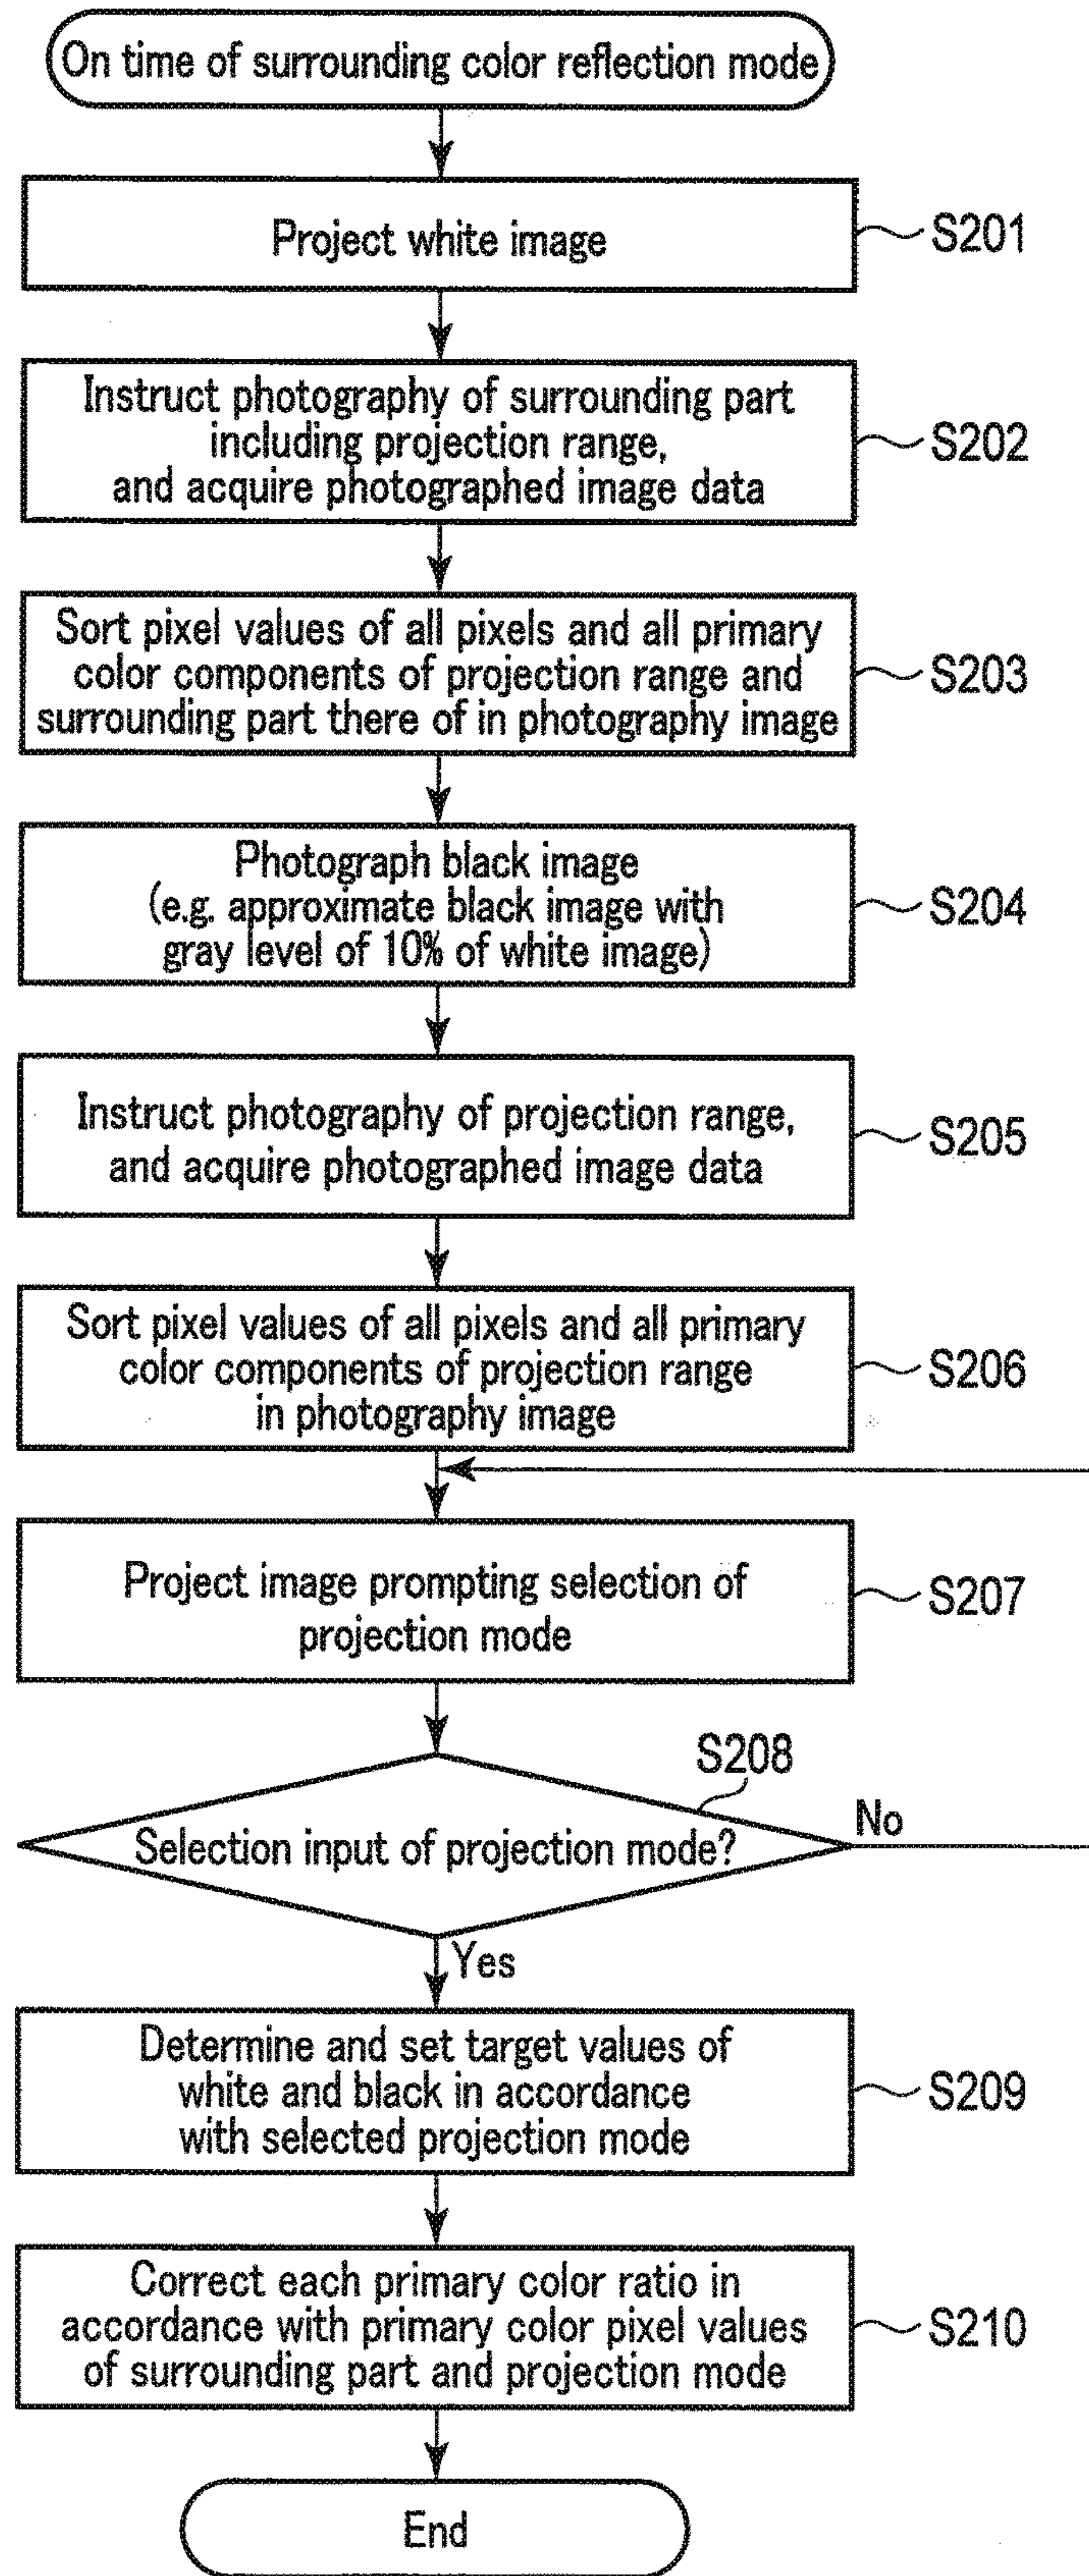 On time of surrounding color reflection mode
Project white image
S201
Instruct photography of surrounding part
including projection range,
and acquire photographed image data
S202
Sort pixel values of all pixels and all primary
color components of projection range and
surrounding part there of in photography image
S203
Photograph black image
(e.g. approximate black image with
gray level of 10% of white image)
S204
Instruct photography of projection range,
and acquire photographed image data
S205
Sort pixel values of all pixels and all primary
color components of projection range
in photography image
S206
Project image prompting selection of
projection mode
S207
S208
Selection input of projection mode?
No
Yes
Determine and set target values of
white and black in accordance
with selected projection mode
S209
Correct each primary color ratio in
accordance with primary color pixel values
of surrounding part and projection mode
S210
End